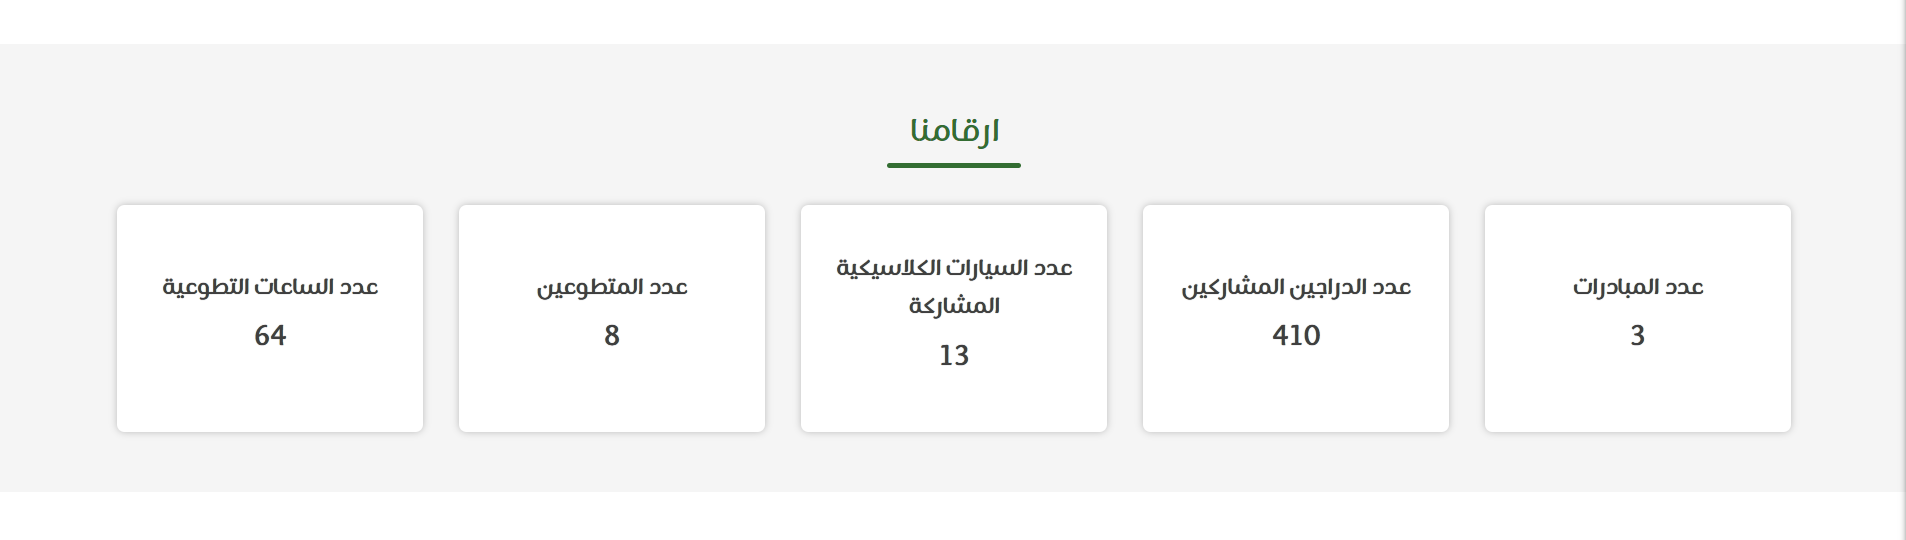 ارقامنا
عدد المبادرات
3
عدد الدراجين المشاركين
410
عدد السيارات الكلاسيكية
المشاركة
13
عدد المتطوعين
8
عدد الساعات التطوعية
64